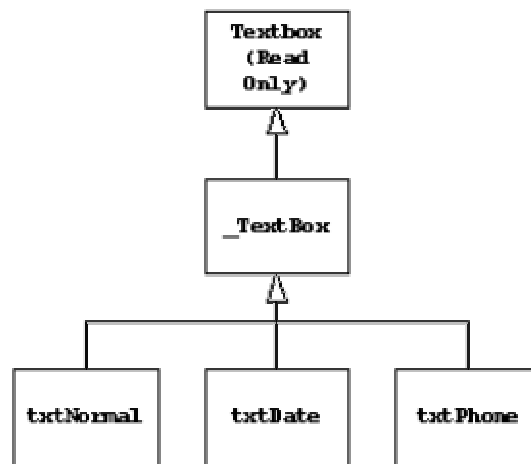 Textbox
(Read
Only)
_TextBox
txtNormal
txtDate
txtPhone